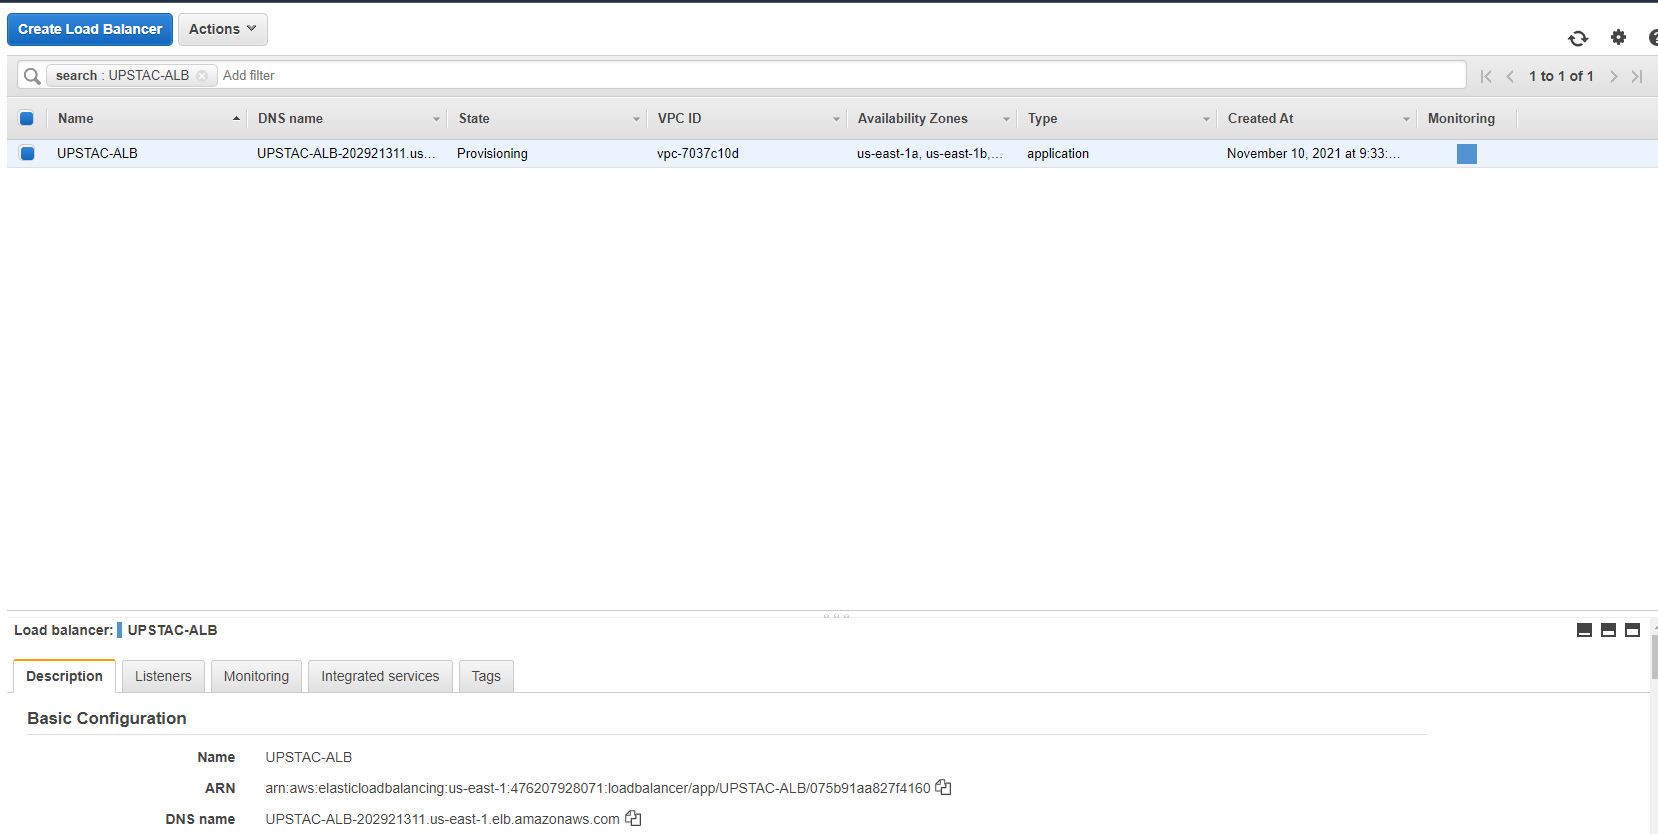 Create Load Balancer Actions
search : UPSTAC-ALB Add filter 1 to 1 of 1
Name DNS name State VPC ID Availability Zones Type Created At Monitoring
UPSTAC-ALB UPSTAC-ALB-202921311.us... Provisioning vpc-7037c10d us-east-1a, us-east-1b,... application November 10, 2021 at 9:33:...
Load balancer: UPSTAC-ALB
Description Listeners Monitoring Integrated services Tags
Basic Configuration
Name UPSTAC-ALB
ARN arn:aws:elasticloadbalancing:us-east-1:476207928071:loadbalancer/app/UPSTAC-ALB/075b91aa827f4160
DNS name UPSTAC-ALB-202921311.us-east-1.elb.amazonaws.com